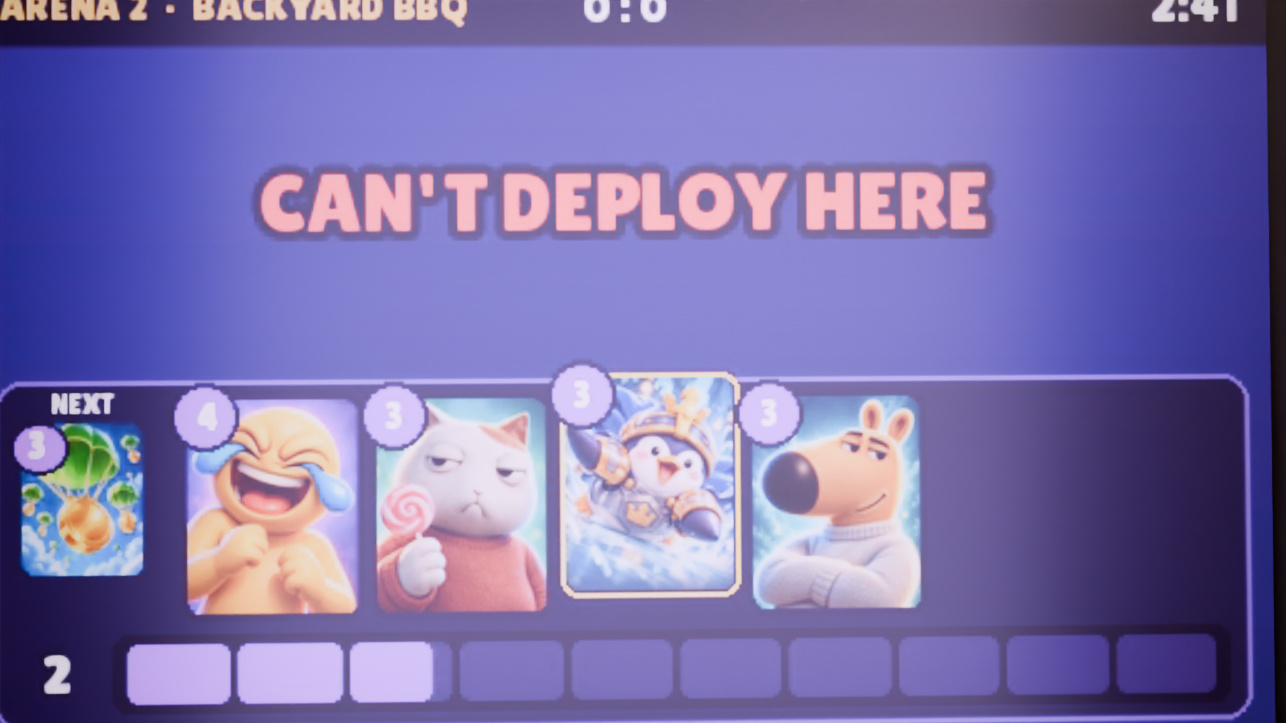 ARENA 2 · BACKYARD BBQ 0:0 2:41
CAN'T DEPLOY HERE
NEXT
3 4 3 3 3
2